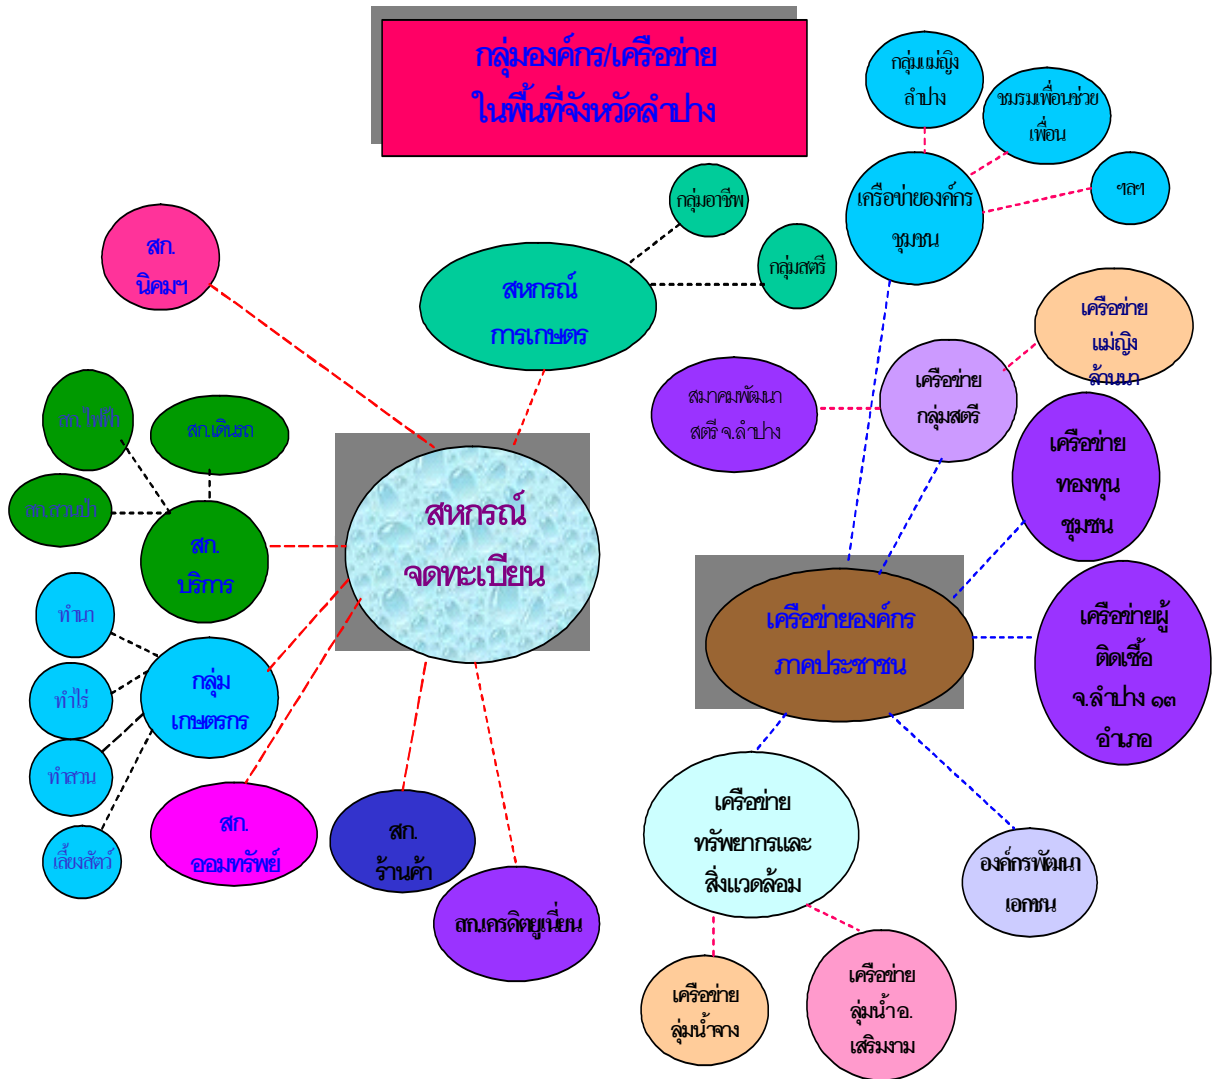 กลุ่มองค์กร/เครือข่าย
ในพื้นที่จังหวัดลำปาง
กลุ่มแม่ญิง
ลำปาง
ชมรมเพื่อนช่วย
เพื่อน
ฯลฯ
เครือข่ายองค์กร
ชุมชน
กลุ่มอาชีพ
กลุ่มสตรี
สหกรณ์
การเกษตร
สก.
นิคมฯ
เครือข่าย
แม่ญิง
ล้านนา
เครือข่าย
กลุ่มสตรี
สมาคมพัฒนา
สตรี จ.ลำปาง
สก.ไฟฟ้า
สก.เดินรถ
สก.สวนป่า
สก.
บริการ
สหกรณ์
จดทะเบียน
เครือข่าย
ทองทุน
ชุมชน
เครือข่ายองค์กร
ภาคประชาชน
เครือข่ายผู้
ติดเชื้อ
จ.ลำปาง ๑๓
อำเภอ
ทำนา
ทำไร่
ทำสวน
เลี้ยงสัตว์
กลุ่ม
เกษตรกร
สก.
ออมทรัพย์
สก.
ร้านค้า
สก.เครดิตยูเนี่ยน
เครือข่าย
ทรัพยากรและ
สิ่งแวดล้อม
องค์กรพัฒนา
เอกชน
เครือข่าย
ลุ่มน้ำจาง
เครือข่าย
ลุ่มน้ำ อ.
เสริมงาม